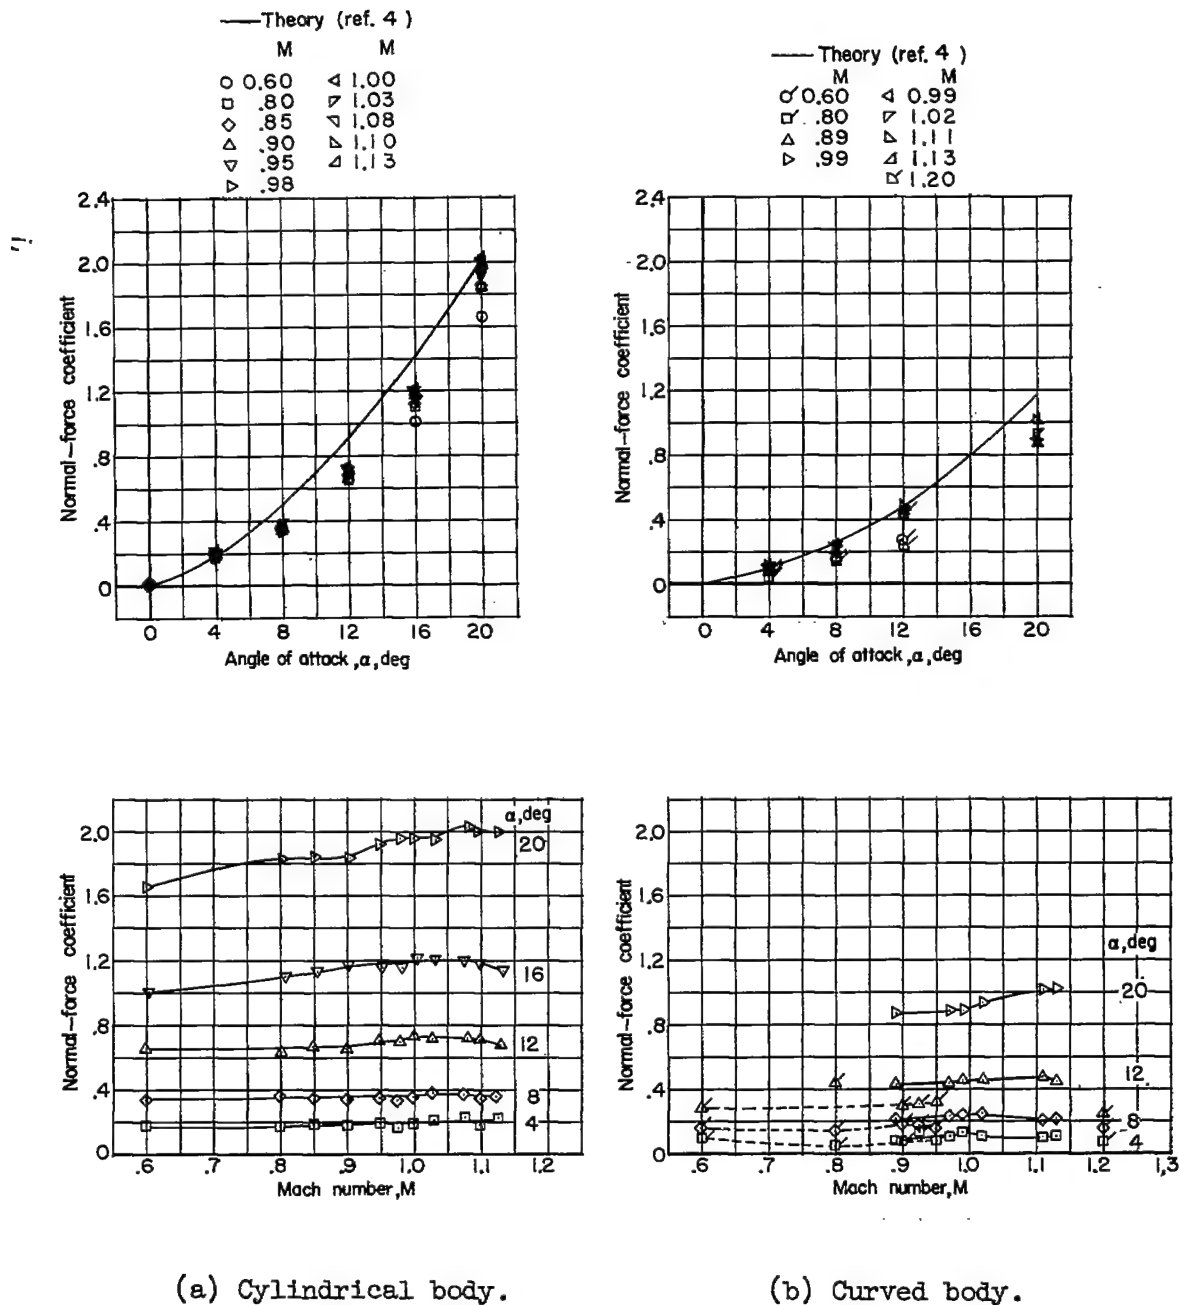 Theory (ref. 4 )
M M
0.60 1.00
.80 1.03
.85 1.08
.90 1.10
.95 1.13
.98
2.4
2.0
1.6
1.2
.8
.4
0
Normal-force coefficient
0 4 8 12 16 20
Angle of attack ,α,deg
Theory (ref. 4 )
M M
0.60 0.99
.80 1.02
.89 1.11
.99 1.13
1.20
2.4
2.0
1.6
1.2
.8
.4
0
Normal-force coefficient
0 4 8 12 16 20
Angle of attack ,α,deg
2.0
1.6
1.2
.8
.4
0
Normal-force coefficient
α,deg
20
16
12
8
4
.6 .7 .8 .9 1.0 1.1 1.2
Mach number,M
2.0
1.6
1.2
.8
.4
0
Normal-force coefficient
α,deg
20
12
8
4
.6 .7 .8 .9 1.0 1.1 1.2 1.3
Mach number,M
(a) Cylindrical body.
(b) Curved body.